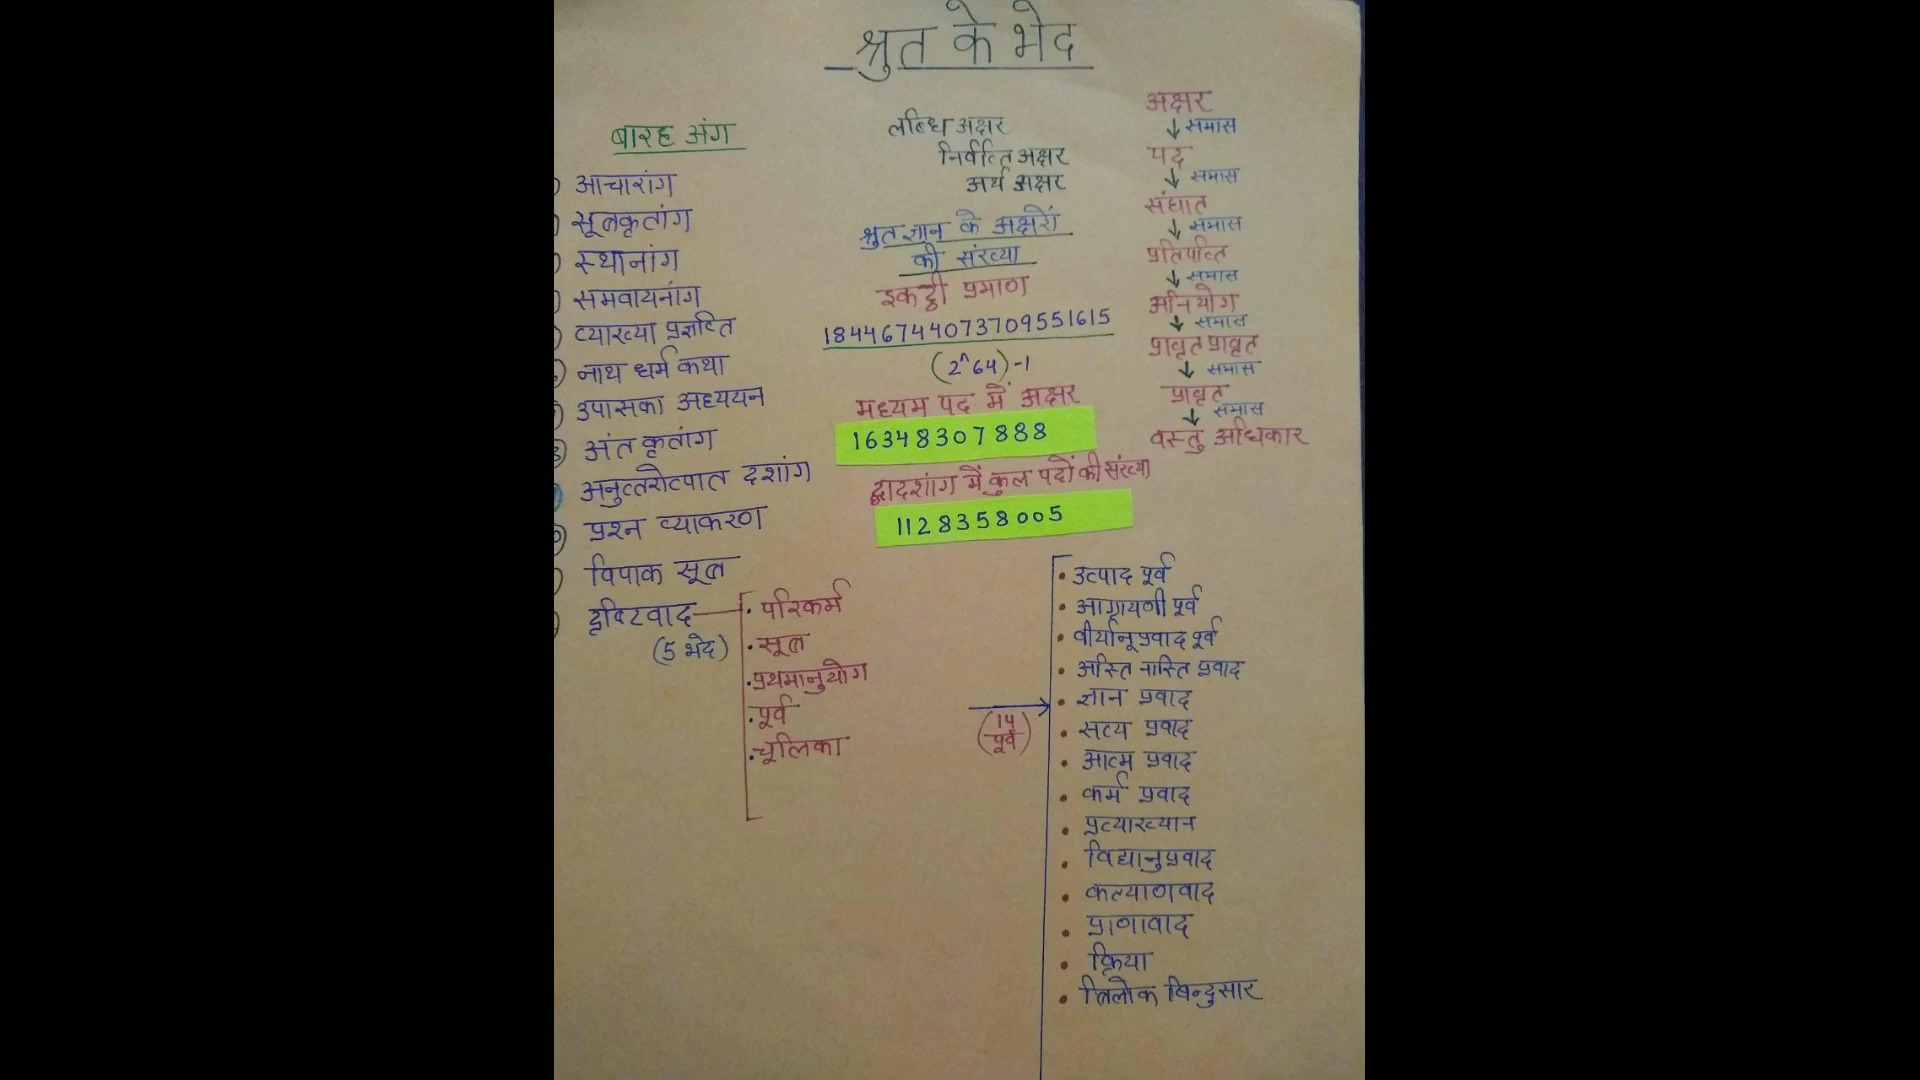 श्रुत के भेद
बारह अंग
आचारांग
सूत्रकृतांग
स्थानांग
समवायनांग
व्याख्या प्रज्ञप्ति
नाथ धर्म कथा
उपासका अध्ययन
अंत कृतांग
अनुत्तरोत्पात दशांग
प्रश्न व्याकरण
विपाक सूत्र
दृष्टिवाद
(5 भेद)
• परिकर्म
• सूत्र
• प्रथमानुयोग
• पूर्व
• चूलिका
लब्धि अक्षर
निर्वत्ति अक्षर
अर्थ अक्षर
श्रुत ज्ञान के अक्षरों
की संख्या
इकट्ठी प्रमाण
18446744073709551615
(2^64)-1
मध्यम पद में अक्षर
16348307888
द्वादशांग में कुल पदों की संख्या
1128358005
अक्षर
↓ समास
पद
↓ समास
संघात
↓ समास
प्रतिपत्ति
↓ समास
अनियोग
↓ समास
प्रावृत प्रावृत
↓ समास
प्रावृत
↓ समास
वस्तु अधिकार
(14
पूर्व)
• उत्पाद पूर्व
• आग्रायणी पूर्व
• वीर्यानूप्रवाद पूर्व
• अस्ति नास्ति प्रवाद
• ज्ञान प्रवाद
• सत्य प्रवाद
• आत्म प्रवाद
• कर्म प्रवाद
• प्रत्याख्यान
• विद्यानुप्रवाद
• कल्याणवाद
• प्राणावाद
• क्रिया
• त्रिलोक बिन्दुसार